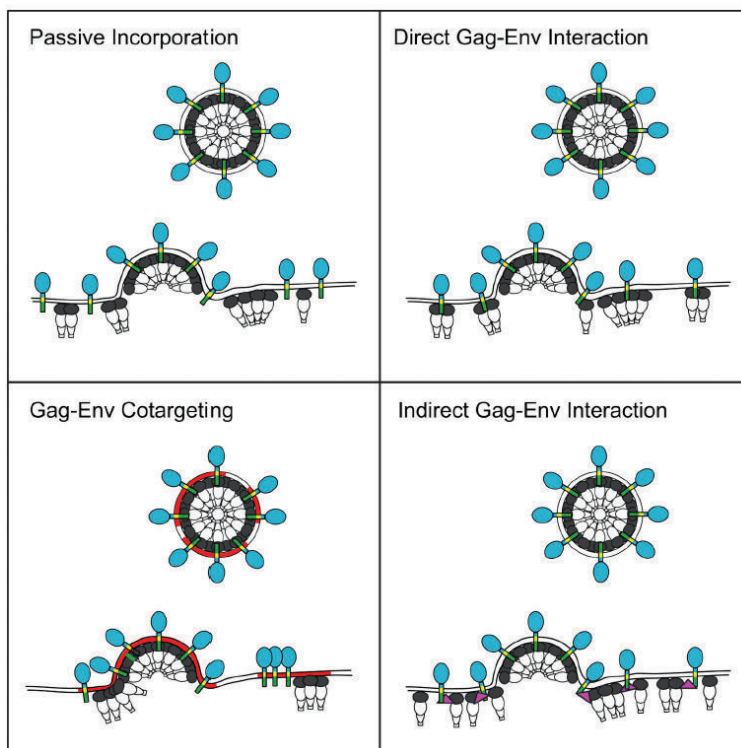 Passive Incorporation
Direct Gag-Env Interaction
Gag-Env Cotargeting
Indirect Gag-Env Interaction